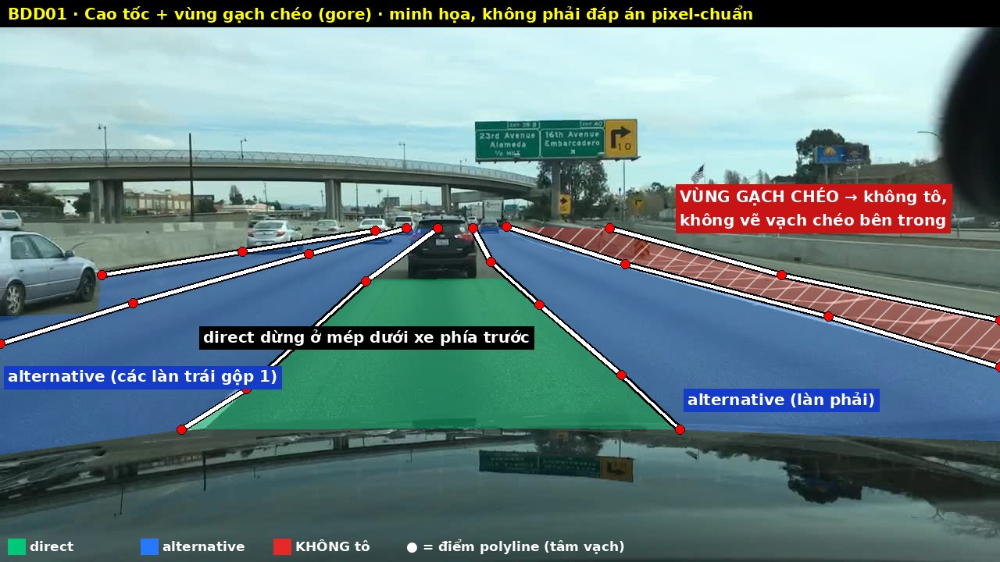 BDD01 · Cao tốc + vùng gạch chéo (gore) · minh họa, không phải đáp án pixel-chuẩn
EXIT 39 B
EXIT 40
23rd Avenue
Alameda
½ MILE
16th Avenue
Embarcadero
10
VÙNG GẠCH CHÉO → không tô,
không vẽ vạch chéo bên trong
direct dừng ở mép dưới xe phía trước
alternative (các làn trái gộp 1)
alternative (làn phải)
direct
alternative
KHÔNG tô
● = điểm polyline (tâm vạch)